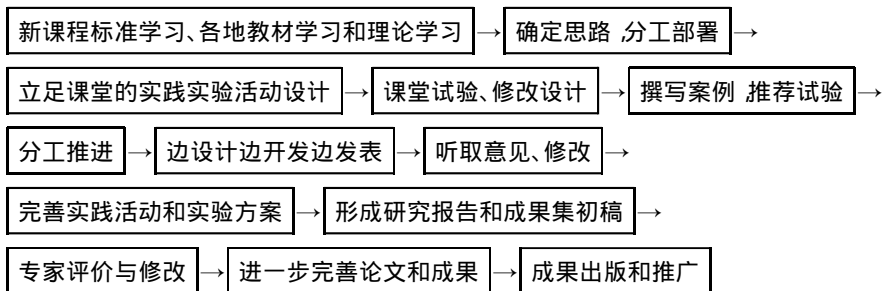 新课程标准学习、各地教材学习和理论学习→确定思路,分工部署→
立足课堂的实践实验活动设计→课堂试验、修改设计→撰写案例,推荐试验→
分工推进→边设计边开发边发表→听取意见、修改→
完善实践活动和实验方案→形成研究报告和成果集初稿→
专家评价与修改→进一步完善论文和成果→成果出版和推广